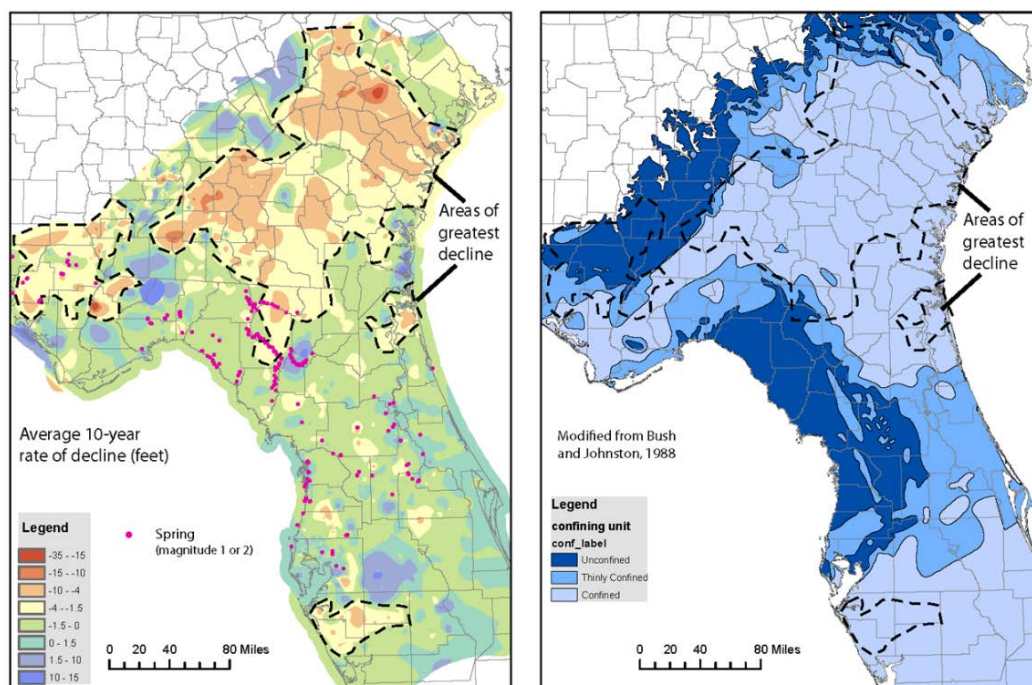 Areas of
greatest
decline
Average 10-year
rate of decline (feet)
Legend
-35 - -15
-15 - -10
-10 - -4
-4 - -1.5
-1.5 - 0
0 - 1.5
1.5 - 10
10 - 15
Spring
(magnitude 1 or 2)
0 20 40 80 Miles
Areas of
greatest
decline
Modified from Bush
and Johnston, 1988
Legend
confining unit
conf_label
Unconfined
Thinly Confined
Confined
0 20 40 80 Miles